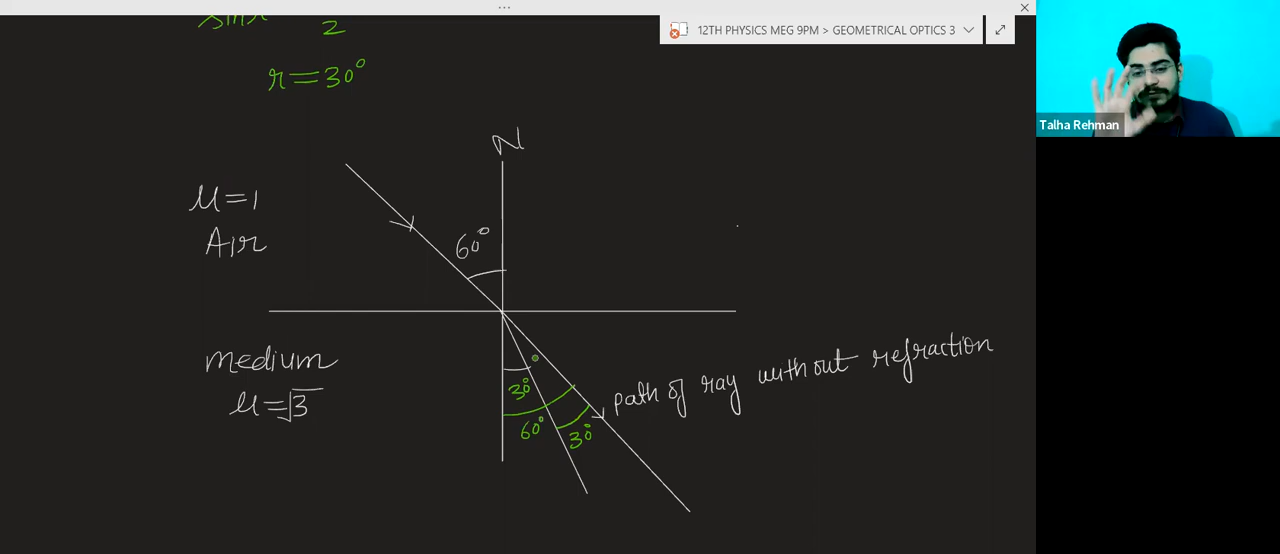 12TH PHYSICS MEG 9PM > GEOMETRICAL OPTICS 3
Talha Rehman
2
r = 30°
N
μ = 1
Air
60°
medium
μ = √3
30°
60°
30°
path of ray without refraction